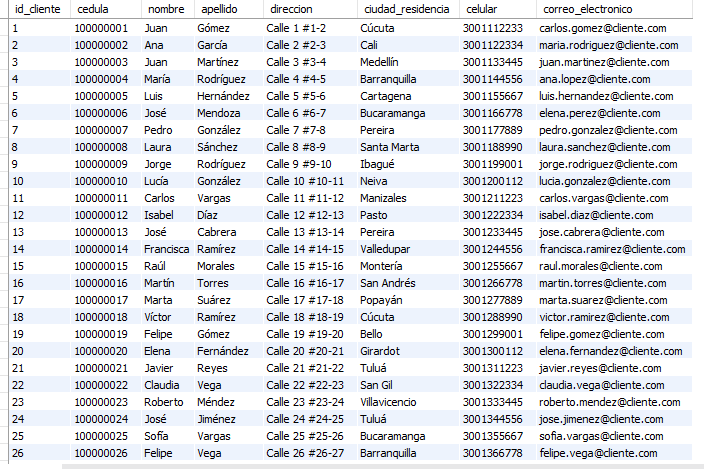 id_cliente cedula nombre apellido direccion ciudad_residencia celular correo_electronico
1 100000001 Juan Gómez Calle 1 #1-2 Cúcuta 3001112233 carlos.gomez@cliente.com
2 100000002 Ana García Calle 2 #2-3 Cali 3001122334 maria.rodriguez@cliente.com
3 100000003 Juan Martínez Calle 3 #3-4 Medellín 3001133445 juan.martinez@cliente.com
4 100000004 María Rodríguez Calle 4 #4-5 Barranquilla 3001144556 ana.lopez@cliente.com
5 100000005 Luis Hernández Calle 5 #5-6 Cartagena 3001155667 luis.hernandez@cliente.com
6 100000006 José Mendoza Calle 6 #6-7 Bucaramanga 3001166778 elena.perez@cliente.com
7 100000007 Pedro González Calle 7 #7-8 Pereira 3001177889 pedro.gonzalez@cliente.com
8 100000008 Laura Sánchez Calle 8 #8-9 Santa Marta 3001188990 laura.sanchez@cliente.com
9 100000009 Jorge Rodríguez Calle 9 #9-10 Ibagué 3001199001 jorge.rodriguez@cliente.com
10 100000010 Lucía González Calle 10 #10-11 Neiva 3001200112 lucia.gonzalez@cliente.com
11 100000011 Carlos Vargas Calle 11 #11-12 Manizales 3001211223 carlos.vargas@cliente.com
12 100000012 Isabel Díaz Calle 12 #12-13 Pasto 3001222334 isabel.diaz@cliente.com
13 100000013 José Cabrera Calle 13 #13-14 Pereira 3001233445 jose.cabrera@cliente.com
14 100000014 Francisca Ramírez Calle 14 #14-15 Valledupar 3001244556 francisca.ramirez@cliente.com
15 100000015 Raúl Morales Calle 15 #15-16 Montería 3001255667 raul.morales@cliente.com
16 100000016 Martín Torres Calle 16 #16-17 San Andrés 3001266778 martin.torres@cliente.com
17 100000017 Marta Suárez Calle 17 #17-18 Popayán 3001277889 marta.suarez@cliente.com
18 100000018 Víctor Ramírez Calle 18 #18-19 Cúcuta 3001288990 victor.ramirez@cliente.com
19 100000019 Felipe Gómez Calle 19 #19-20 Bello 3001299001 felipe.gomez@cliente.com
20 100000020 Elena Fernández Calle 20 #20-21 Girardot 3001300112 elena.fernandez@cliente.com
21 100000021 Javier Reyes Calle 21 #21-22 Tuluá 3001311223 javier.reyes@cliente.com
22 100000022 Claudia Vega Calle 22 #22-23 San Gil 3001322334 claudia.vega@cliente.com
23 100000023 Roberto Méndez Calle 23 #23-24 Villavicencio 3001333445 roberto.mendez@cliente.com
24 100000024 José Jiménez Calle 24 #24-25 Tuluá 3001344556 jose.jimenez@cliente.com
25 100000025 Sofía Vargas Calle 25 #25-26 Bucaramanga 3001355667 sofia.vargas@cliente.com
26 100000026 Felipe Vega Calle 26 #26-27 Barranquilla 3001366778 felipe.vega@cliente.com